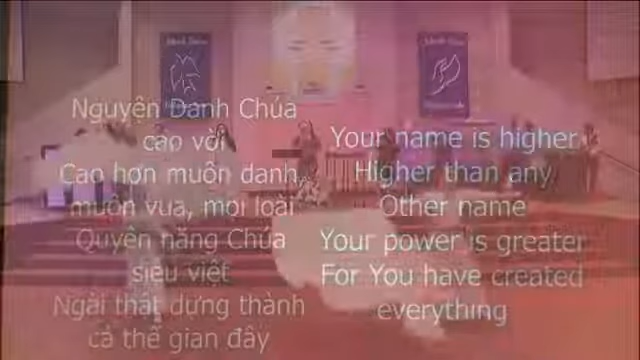 Nguyện Danh Chúa
cao vời
Cao hơn muôn danh,
muôn vua, mọi loài
Quyền năng Chúa
siêu việt
Ngài thật dựng thành
cả thế gian đây
Your name is higher
Higher than any
Other name
Your power is greater
For You have created
everything